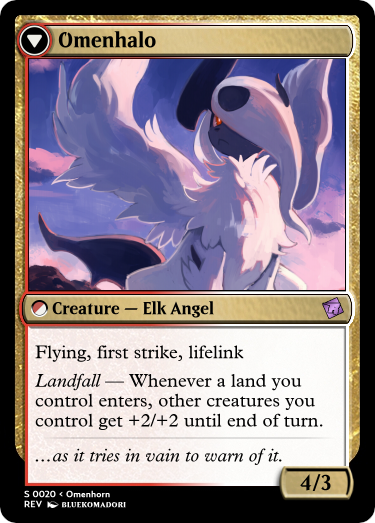 Omenhalo
Creature — Elk Angel
Flying, first strike, lifelink
Landfall — Whenever a land you
control enters, other creatures you
control get +2/+2 until end of turn.
…as it tries in vain to warn of it.
4/3
S 0020 < Omenhorn
REV BLUEKOMADORI